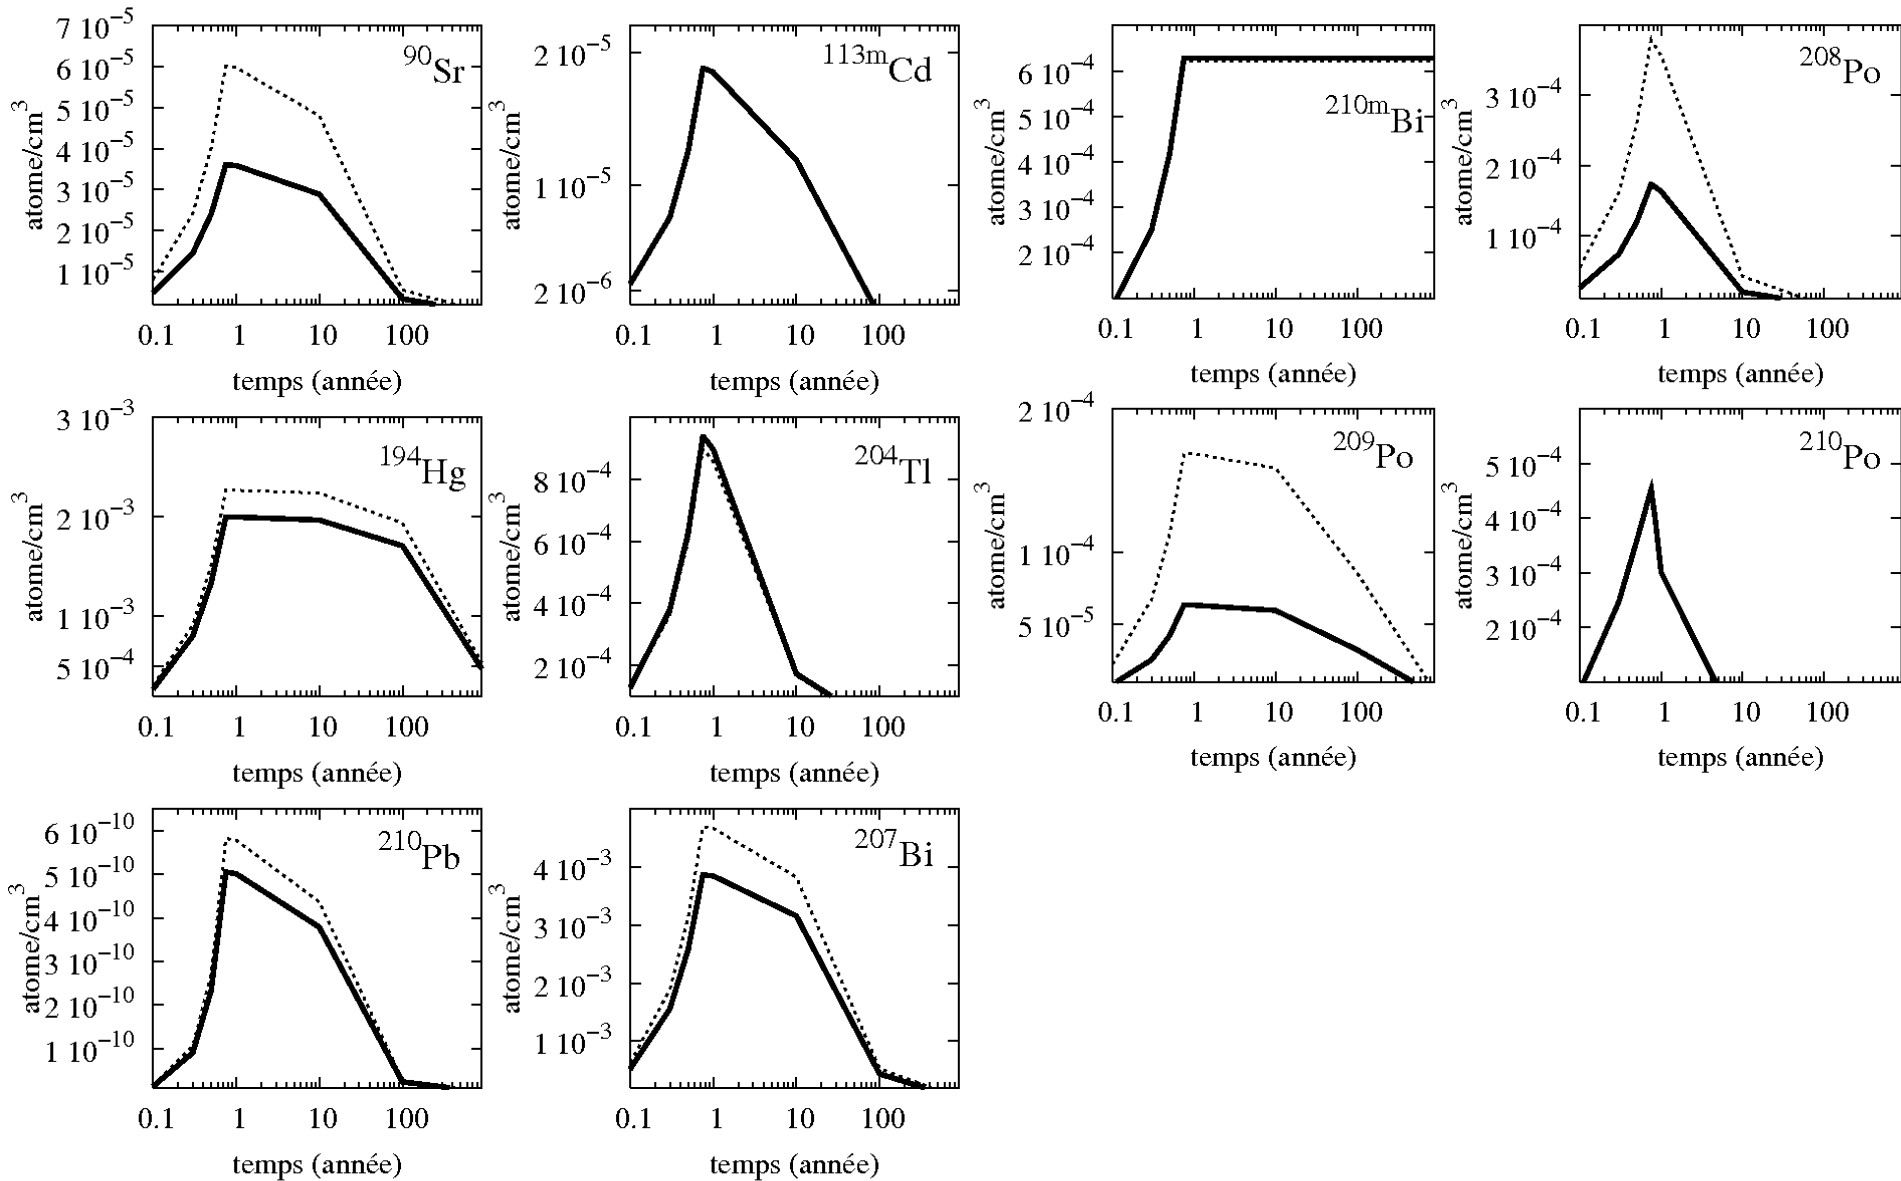 7 10⁻⁵
6 10⁻⁵
5 10⁻⁵
4 10⁻⁵
3 10⁻⁵
2 10⁻⁵
1 10⁻⁵
atome/cm³
⁹⁰Sr
0.1 1 10 100
temps (année)
2 10⁻⁵
1 10⁻⁵
2 10⁻⁶
atome/cm³
¹¹³ᵐCd
0.1 1 10 100
temps (année)
6 10⁻⁴
5 10⁻⁴
4 10⁻⁴
3 10⁻⁴
2 10⁻⁴
atome/cm³
²¹⁰ᵐBi
0.1 1 10 100
temps (année)
3 10⁻⁴
2 10⁻⁴
1 10⁻⁴
atome/cm³
²⁰⁸Po
0.1 1 10 100
temps (année)
3 10⁻³
2 10⁻³
1 10⁻³
5 10⁻⁴
atome/cm³
¹⁹⁴Hg
0.1 1 10 100
temps (année)
8 10⁻⁴
6 10⁻⁴
4 10⁻⁴
2 10⁻⁴
atome/cm³
²⁰⁴Tl
0.1 1 10 100
temps (année)
2 10⁻⁴
1 10⁻⁴
5 10⁻⁵
atome/cm³
²⁰⁹Po
0.1 1 10 100
temps (année)
5 10⁻⁴
4 10⁻⁴
3 10⁻⁴
2 10⁻⁴
atome/cm³
²¹⁰Po
0.1 1 10 100
temps (année)
6 10⁻¹⁰
5 10⁻¹⁰
4 10⁻¹⁰
3 10⁻¹⁰
2 10⁻¹⁰
1 10⁻¹⁰
atome/cm³
²¹⁰Pb
0.1 1 10 100
temps (année)
4 10⁻³
3 10⁻³
2 10⁻³
1 10⁻³
atome/cm³
²⁰⁷Bi
0.1 1 10 100
temps (année)